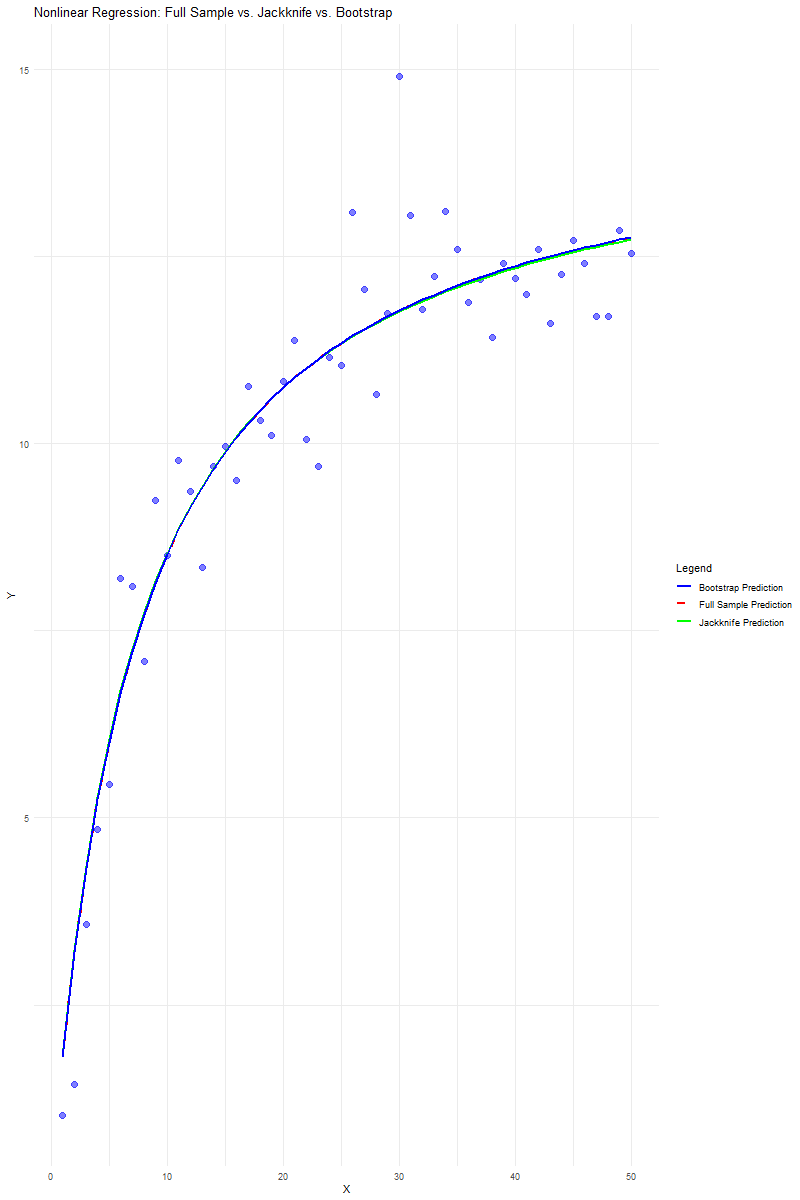 Nonlinear Regression: Full Sample vs. Jackknife vs. Bootstrap
15
10
5
Y
0
10
20
30
40
50
X
Legend
Bootstrap Prediction
Full Sample Prediction
Jackknife Prediction